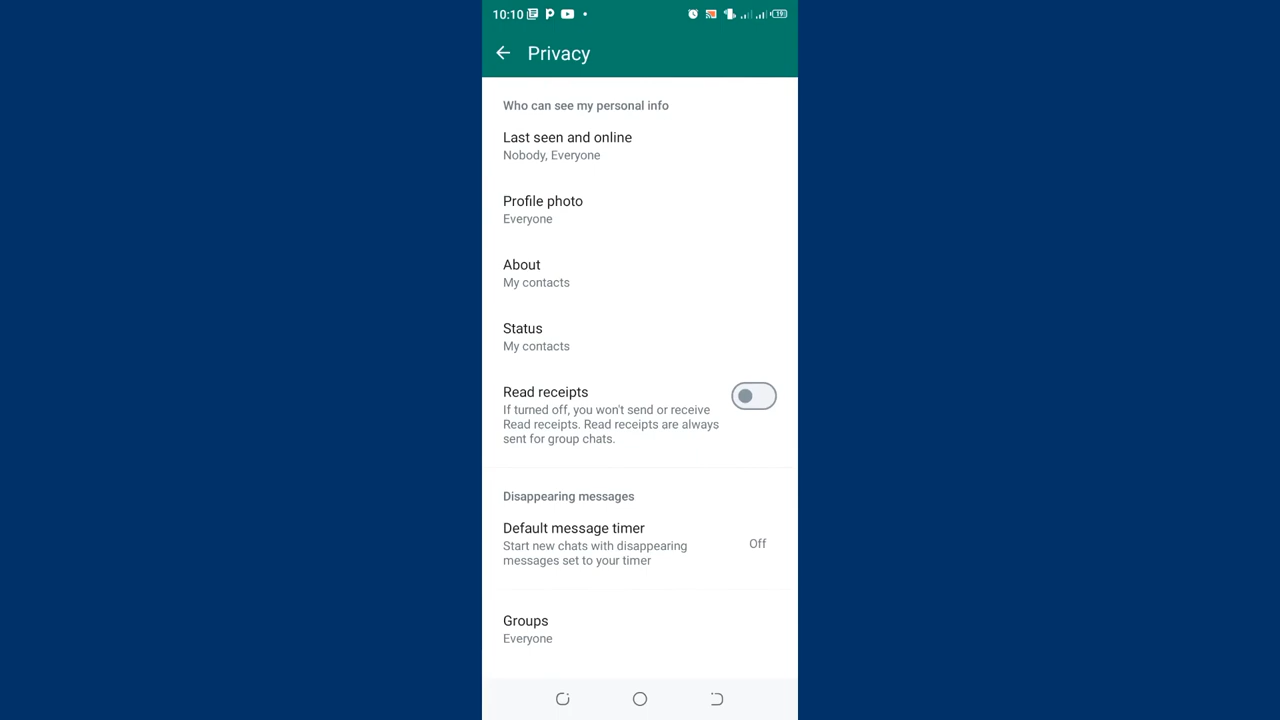 10:10
19
Privacy
Who can see my personal info
Last seen and online
Nobody, Everyone
Profile photo
Everyone
About
My contacts
Status
My contacts
Read receipts
If turned off, you won't send or receive
Read receipts. Read receipts are always
sent for group chats.
Disappearing messages
Default message timer
Start new chats with disappearing
messages set to your timer
Off
Groups
Everyone